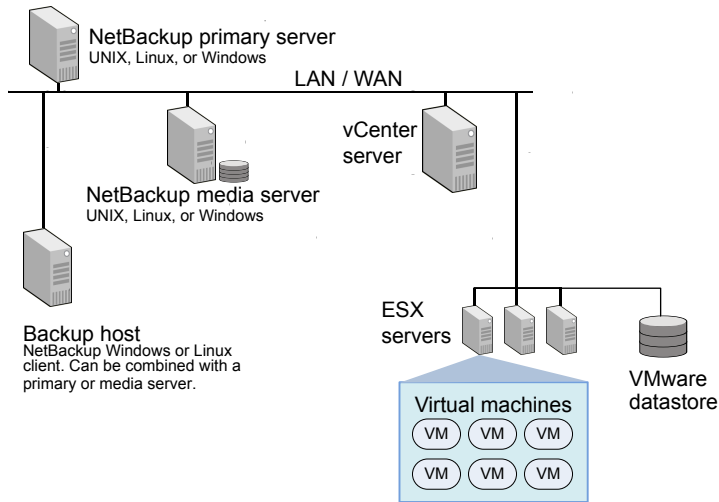 NetBackup primary server
UNIX, Linux, or Windows
LAN / WAN
vCenter
server
NetBackup media server
UNIX, Linux, or Windows
Backup host
NetBackup Windows or Linux
client. Can be combined with a
primary or media server.
ESX
servers
VMware
datastore
Virtual machines
VM VM VM
VM VM VM